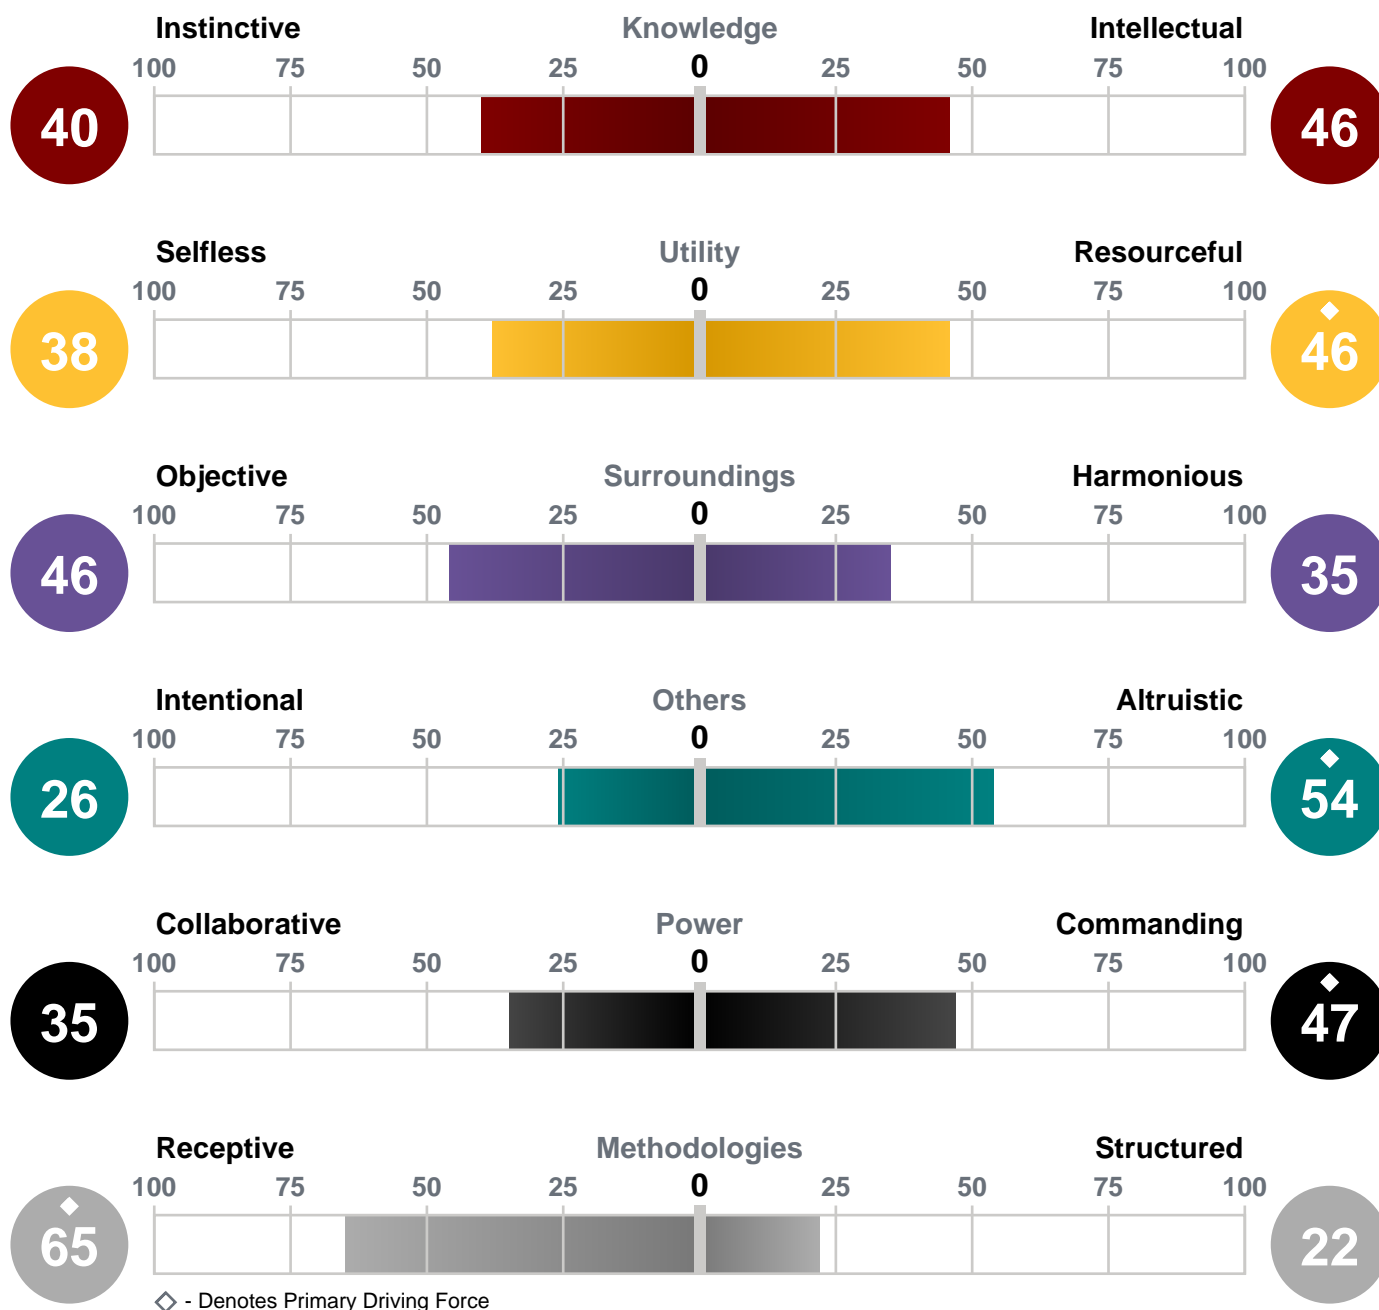 Instinctive Knowledge Intellectual
100 75 50 25 0 25 50 75 100
40 46
Selfless Utility Resourceful
100 75 50 25 0 25 50 75 100
38 46
Objective Surroundings Harmonious
100 75 50 25 0 25 50 75 100
46 35
Intentional Others Altruistic
100 75 50 25 0 25 50 75 100
26 54
Collaborative Power Commanding
100 75 50 25 0 25 50 75 100
35 47
Receptive Methodologies Structured
100 75 50 25 0 25 50 75 100
65 22
- Denotes Primary Driving Force